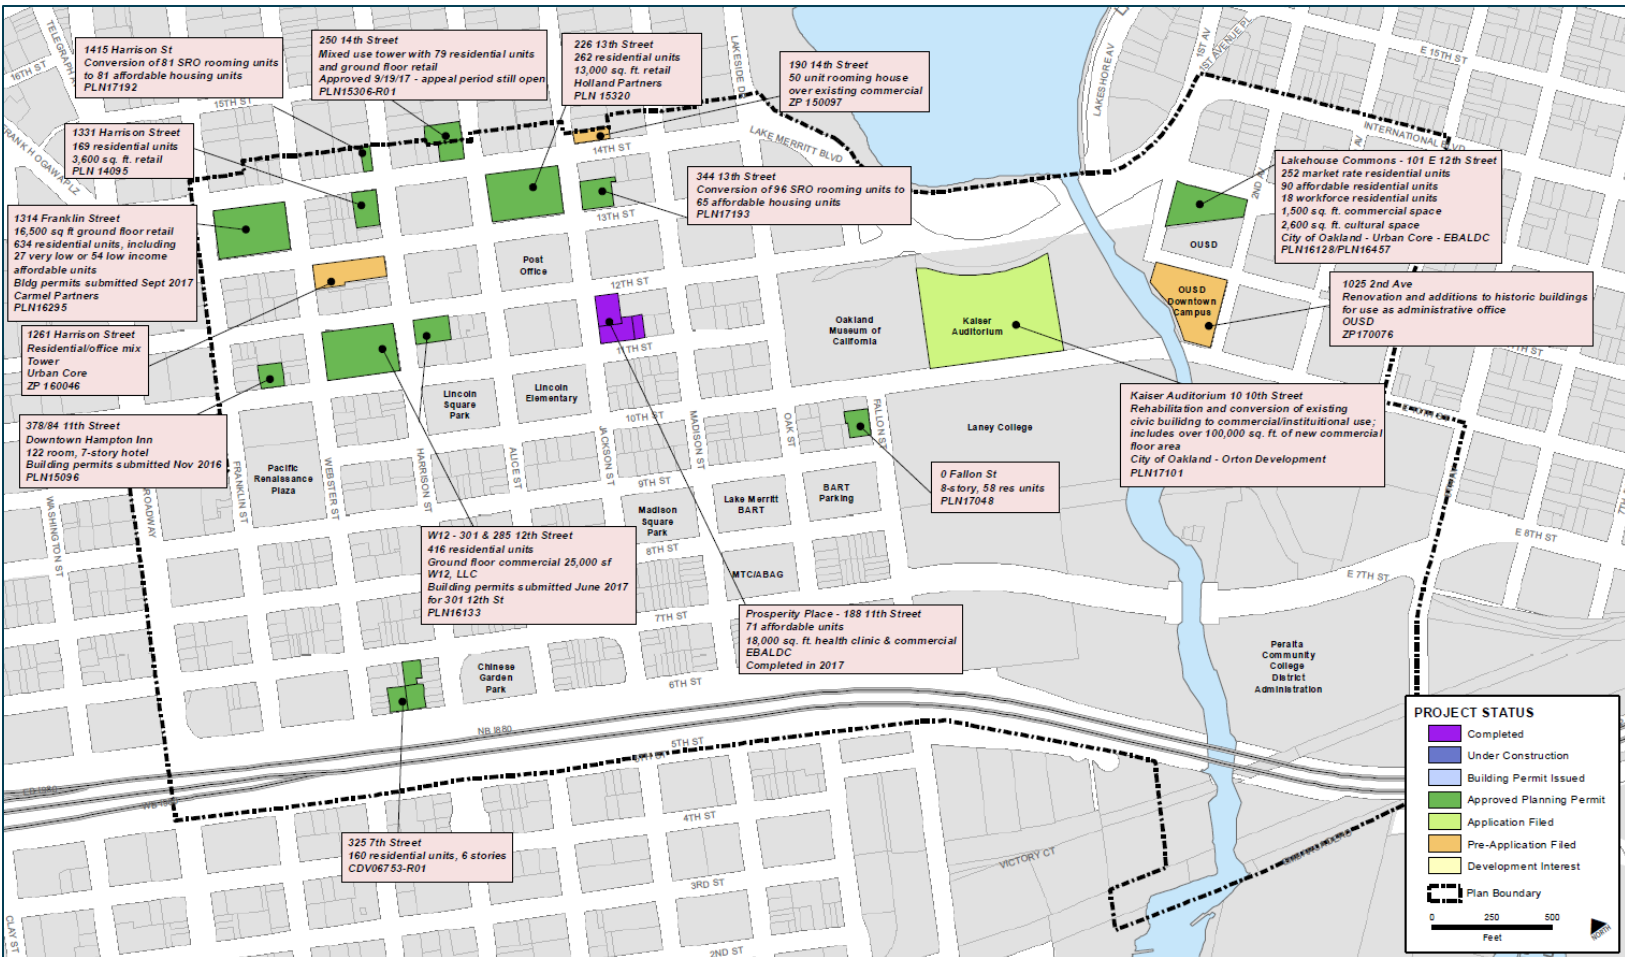 1415 Harrison St
Conversion of 81 SRO rooming units
to 81 affordable housing units
PLN17192
250 14th Street
Mixed use tower with 79 residential units
and ground floor retail
Approved 9/19/17 - appeal period still open
PLN15306-R01
226 13th Street
262 residential units
13,000 sq. ft. retail
Holland Partners
PLN 15320
190 14th Street
50 unit rooming house
over existing commercial
ZP 150097
1331 Harrison Street
169 residential units
3,600 sq. ft. retail
PLN 14095
344 13th Street
Conversion of 96 SRO rooming units to
65 affordable housing units
PLN17193
Lakehouse Commons - 101 E 12th Street
252 market rate residential units
90 affordable residential units
18 workforce residential units
1,500 sq. ft. commercial space
2,600 sq. ft. cultural space
City of Oakland - Urban Core - EBALDC
PLN16128/PLN16457
1314 Franklin Street
16,500 sq ft ground floor retail
634 residential units, including
27 very low or 54 low income
affordable units
Bldg permits submitted Sept 2017
Carmel Partners
PLN16295
1025 2nd Ave
Renovation and additions to historic buildings
for use as administrative office
OUSD
ZP170076
1261 Harrison Street
Residential/office mix
Tower
Urban Core
ZP 160046
378/84 11th Street
Downtown Hampton Inn
122 room, 7-story hotel
Building permits submitted Nov 2016
PLN15096
Kaiser Auditorium 10 10th Street
Rehabilitation and conversion of existing
civic builidng to commercial/instituitional use;
includes over 100,000 sq. ft. of new commercial
floor area
City of Oakland - Orton Development
PLN17101
0 Fallon St
8-story, 58 res units
PLN17048
W12 - 301 & 285 12th Street
416 residential units
Ground floor commercial 25,000 sf
W12, LLC
Building permits submitted June 2017
for 301 12th St
PLN16133
Prosperity Place - 188 11th Street
71 affordable units
18,000 sq. ft. health clinic & commercial
EBALDC
Completed in 2017
325 7th Street
160 residential units, 6 stories
CDV06753-R01
Post
Office
Oakland
Museum of
California
Kaiser
Auditorium
OUSD
OUSD
Downtown
Campus
Lincoln
Square
Park
Lincoln
Elementary
Laney College
Pacific
Renaissance
Plaza
Madison
Square
Park
Lake Merritt
BART
BART
Parking
MTC/ABAG
Chinese
Garden
Park
Peralta
Community
College
District
Administration
16TH ST
15TH ST
14TH ST
13TH ST
12TH ST
11TH ST
10TH ST
9TH ST
8TH ST
7TH ST
6TH ST
5TH ST
4TH ST
3RD ST
2ND ST
LAKE MERRITT BLVD
LAKESHORE AV
1ST AV
1ST AVENUE PL
E 15TH ST
INTERNATIONAL BLVD
E 10TH ST
E 8TH ST
E 7TH ST
WASHINGTON ST
BROADWAY
FRANKLIN ST
WEBSTER ST
HARRISON ST
ALICE ST
JACKSON ST
MADISON ST
OAK ST
FALLON ST
CLAY ST
VICTORY CT
NB I880
PROJECT STATUS
Completed
Under Construction
Building Permit Issued
Approved Planning Permit
Application Filed
Pre-Application Filed
Development Interest
Plan Boundary
0 250 500
Feet
NORTH